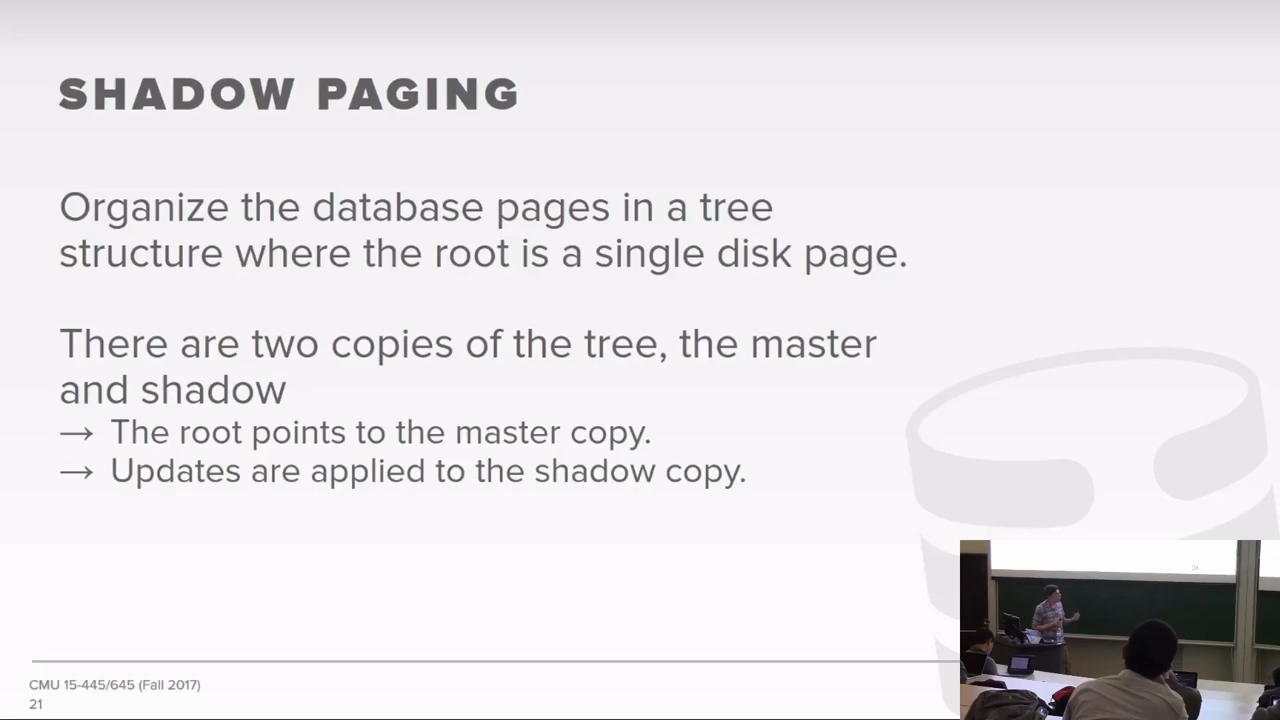 SHADOW PAGING
Organize the database pages in a tree
structure where the root is a single disk page.
There are two copies of the tree, the master
and shadow
→ The root points to the master copy.
→ Updates are applied to the shadow copy.
CMU 15-445/645 (Fall 2017)
21